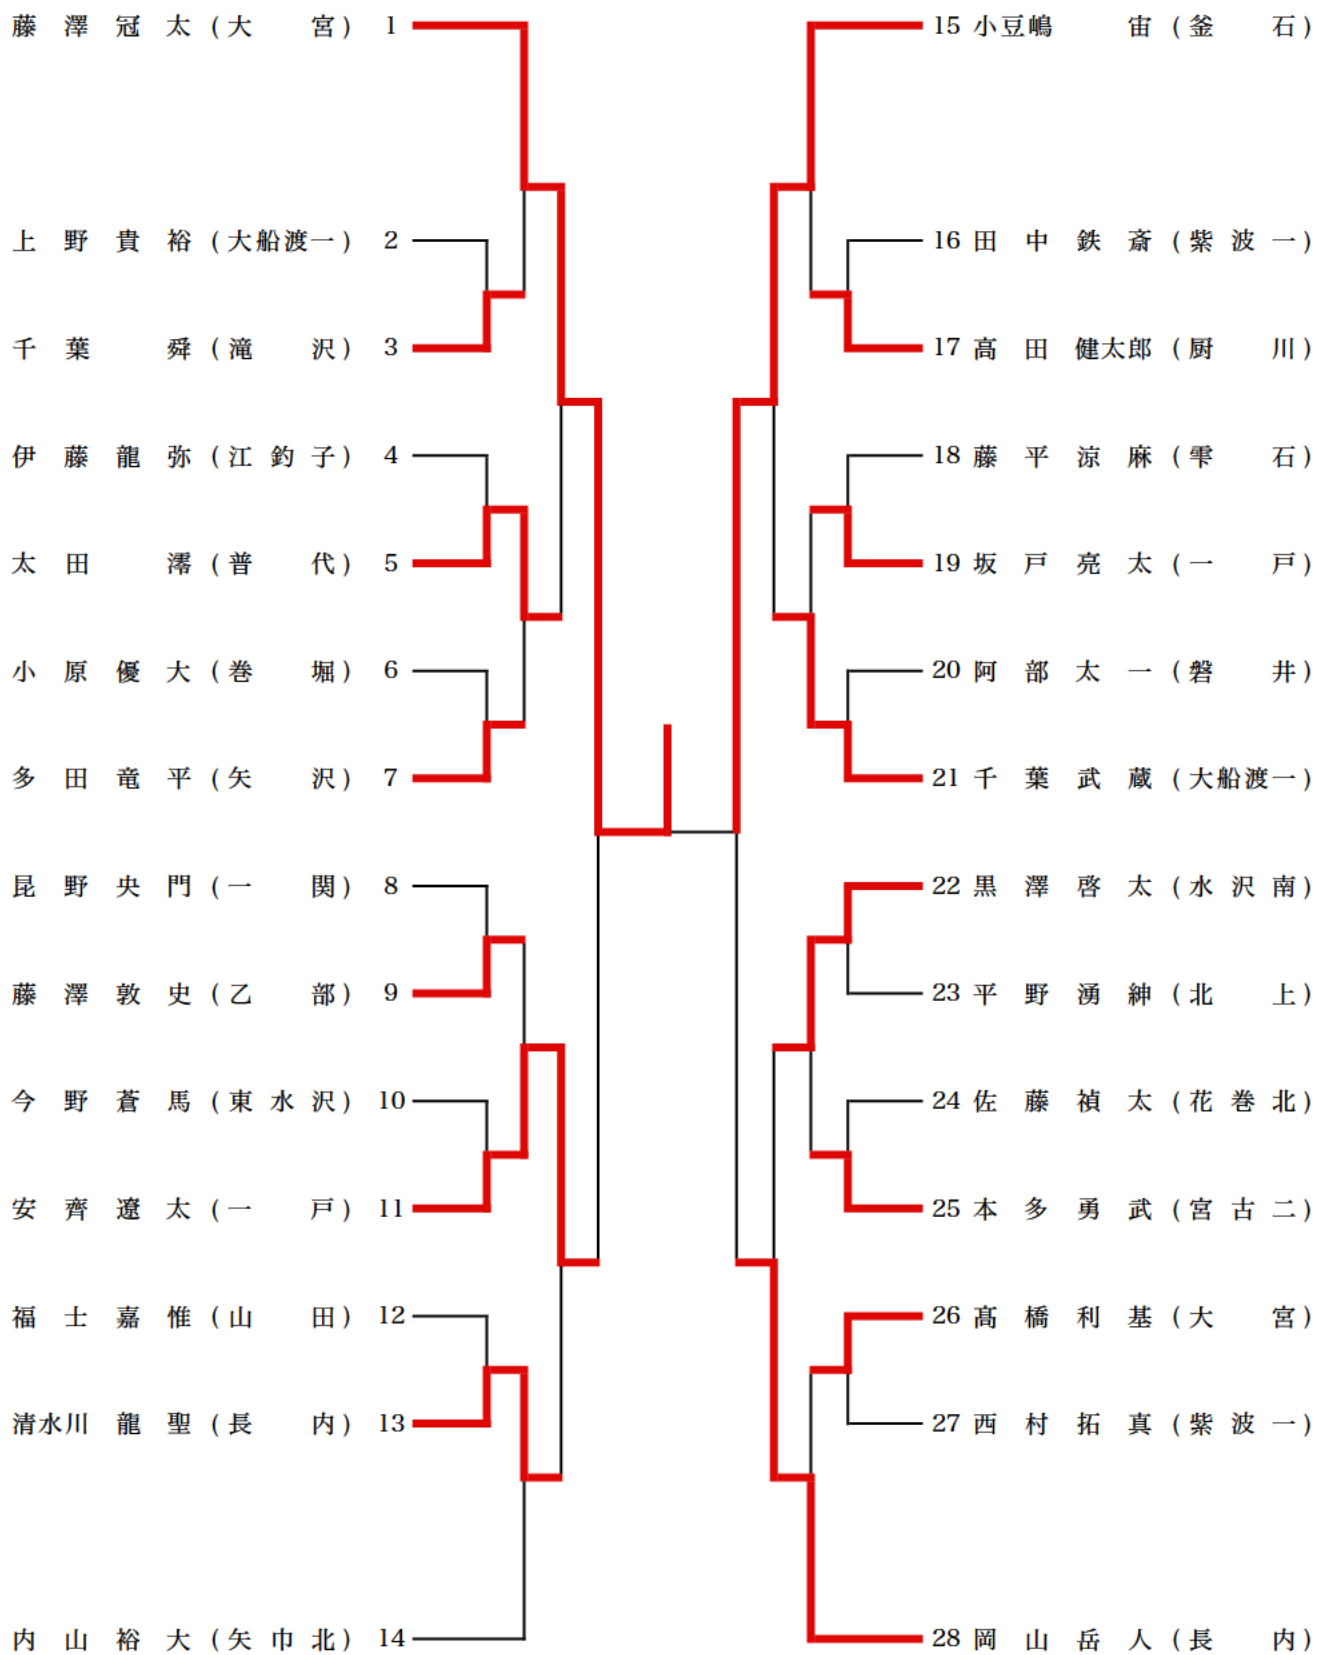 藤澤冠太(大宮) 1
上野貴裕(大船渡一) 2
千葉舜(滝沢) 3
伊藤龍弥(江釣子) 4
太田澪(普代) 5
小原優大(巻堀) 6
多田竜平(矢沢) 7
昆野央門(一関) 8
藤澤敦史(乙部) 9
今野蒼馬(東水沢) 10
安齊遼太(一戸) 11
福士嘉惟(山田) 12
清水川龍聖(長内) 13
内山裕大(矢巾北) 14
15 小豆嶋宙(釜石)
16 田中鉄斎(紫波一)
17 高田健太郎(厨川)
18 藤平涼麻(雫石)
19 坂戸亮太(一戸)
20 阿部太一(磐井)
21 千葉武蔵(大船渡一)
22 黒澤啓太(水沢南)
23 平野湧紳(北上)
24 佐藤禎太(花巻北)
25 本多勇武(宮古二)
26 髙橋利基(大宮)
27 西村拓真(紫波一)
28 岡山岳人(長内)